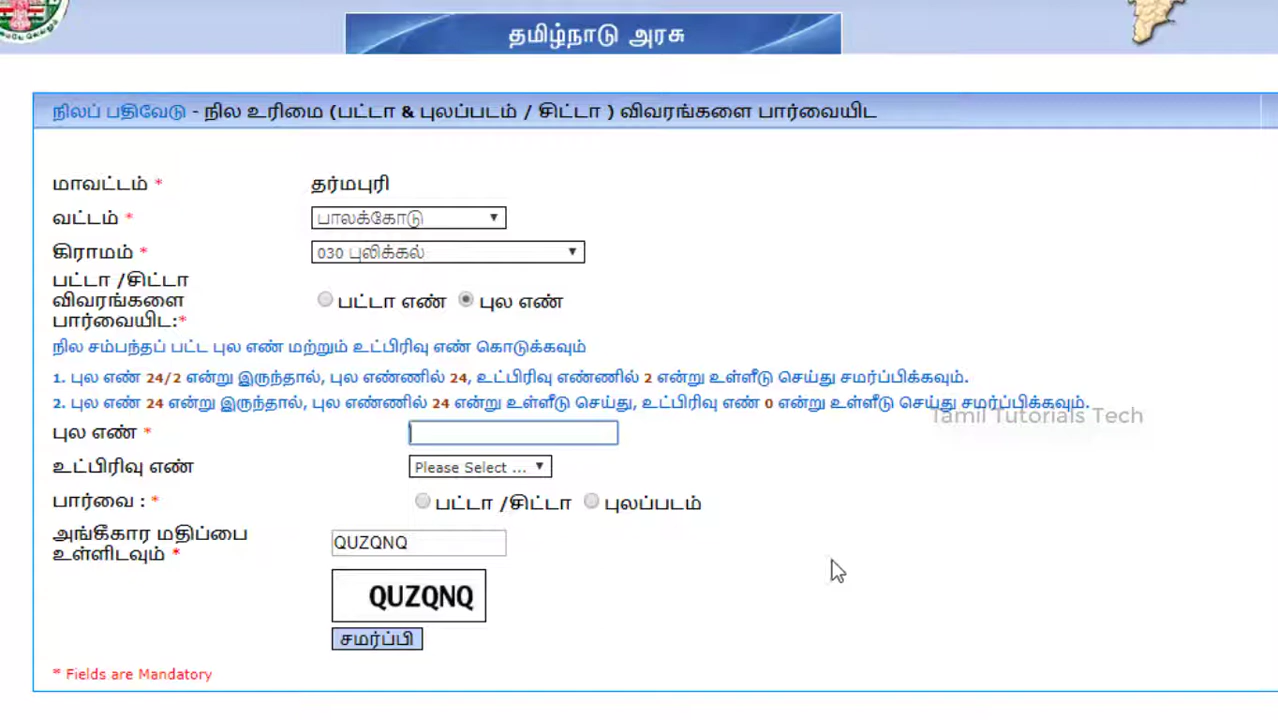 தமிழ்நாடு அரசு
நிலப் பதிவேடு - நில உரிமை (பட்டா & புலப்படம் / சிட்டா ) விவரங்களை பார்வையிட
மாவட்டம் * தர்மபுரி
வட்டம் * பாலக்கோடு
கிராமம் * 030 புலிக்கல்
பட்டா /சிட்டா
விவரங்களை
பார்வையிட:* பட்டா எண் புல எண்
நில சம்பந்தப் பட்ட புல எண் மற்றும் உட்பிரிவு எண் கொடுக்கவும்
1. புல எண் 24/2 என்று இருந்தால், புல எண்ணில் 24, உட்பிரிவு எண்ணில் 2 என்று உள்ளீடு செய்து சமர்ப்பிக்கவும்.
2. புல எண் 24 என்று இருந்தால், புல எண்ணில் 24 என்று உள்ளீடு செய்து, உட்பிரிவு எண் 0 என்று உள்ளீடு செய்து சமர்ப்பிக்கவும்.
Tamil Tutorials Tech
புல எண் *
உட்பிரிவு எண் Please Select ...
பார்வை : * பட்டா /சிட்டா புலப்படம்
அங்கீகார மதிப்பை
உள்ளிடவும் * QUZQNQ
QUZQNQ
சமர்ப்பி
* Fields are Mandatory